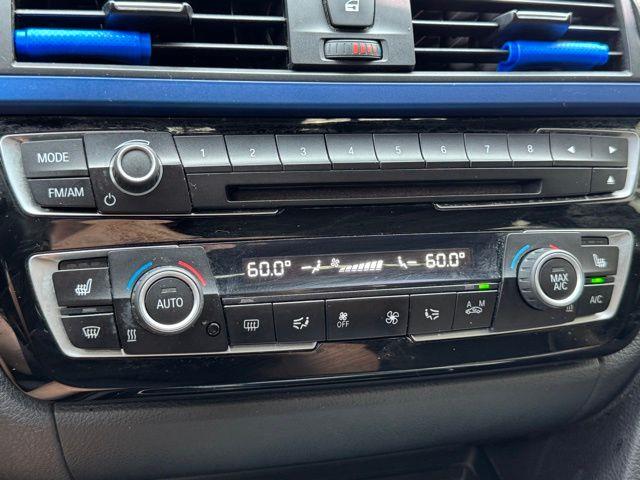 MODE 1 2 3 4 5 6 7 8
FM/AM
60.0° 60.0°
AUTO MAX A/C
OFF A M A/C